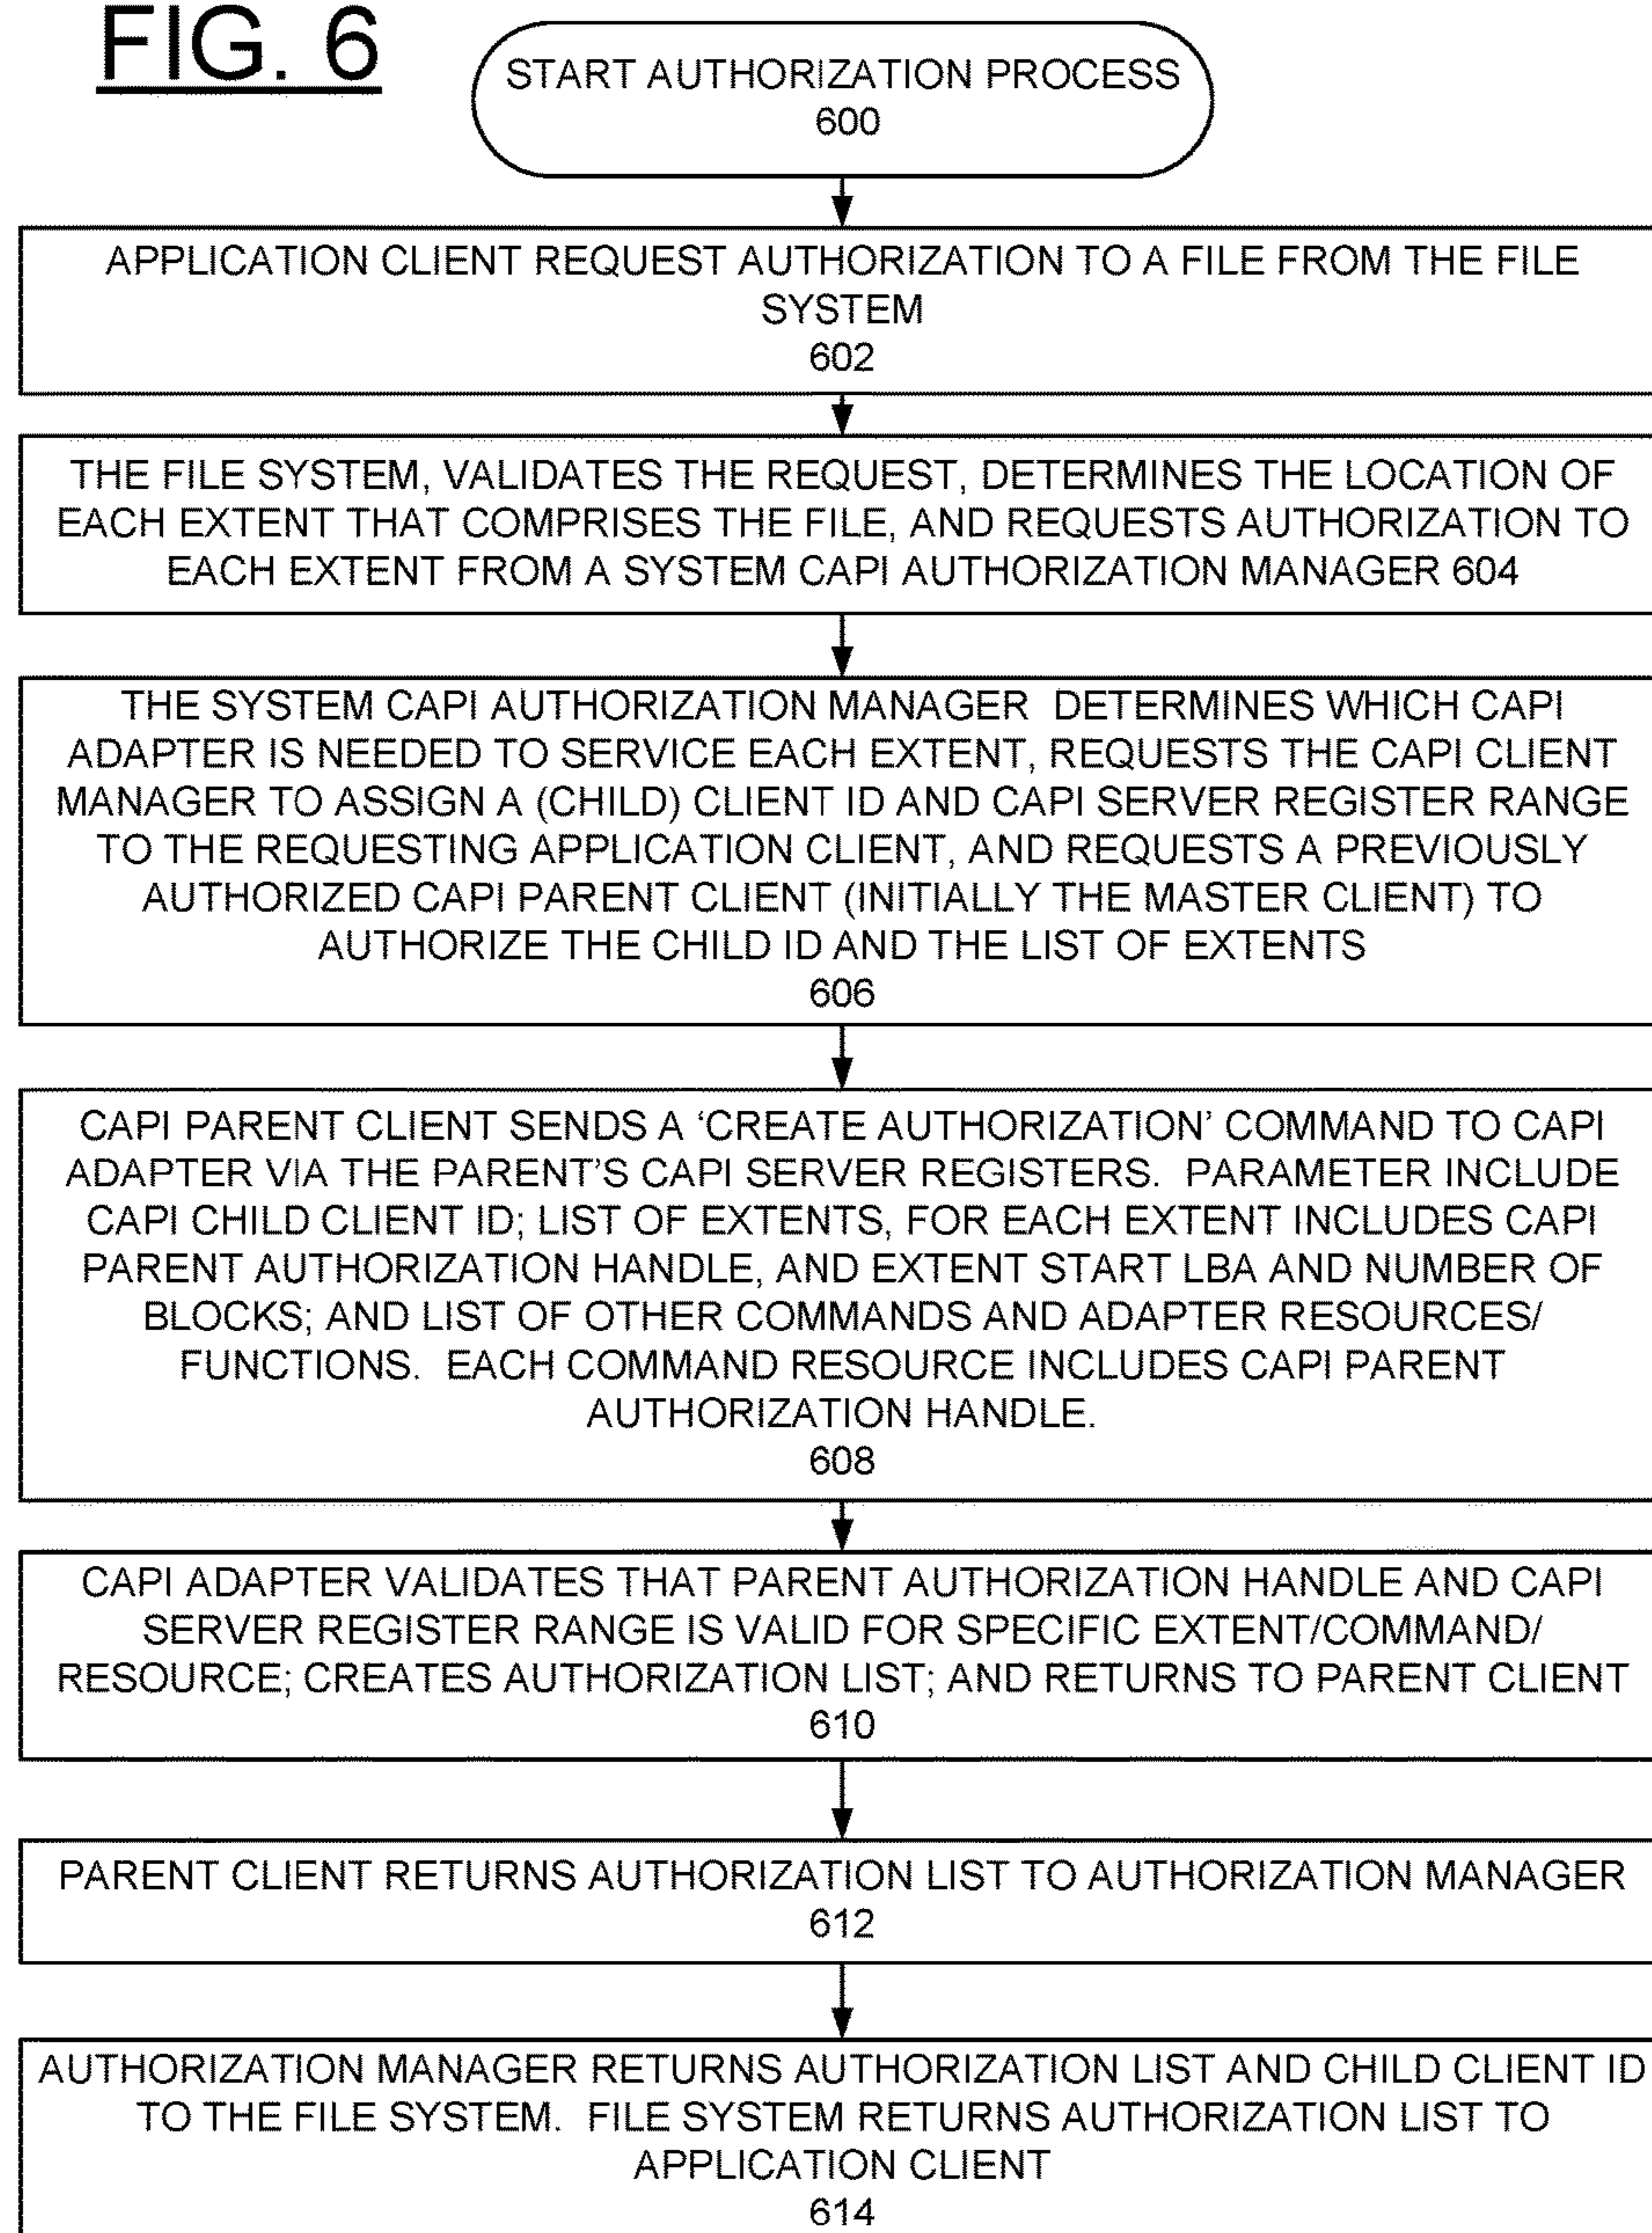 FIG. 6
START AUTHORIZATION PROCESS
600
APPLICATION CLIENT REQUEST AUTHORIZATION TO A FILE FROM THE FILE
SYSTEM
602
THE FILE SYSTEM, VALIDATES THE REQUEST, DETERMINES THE LOCATION OF
EACH EXTENT THAT COMPRISES THE FILE, AND REQUESTS AUTHORIZATION TO
EACH EXTENT FROM A SYSTEM CAPI AUTHORIZATION MANAGER 604
THE SYSTEM CAPI AUTHORIZATION MANAGER DETERMINES WHICH CAPI
ADAPTER IS NEEDED TO SERVICE EACH EXTENT, REQUESTS THE CAPI CLIENT
MANAGER TO ASSIGN A (CHILD) CLIENT ID AND CAPI SERVER REGISTER RANGE
TO THE REQUESTING APPLICATION CLIENT, AND REQUESTS A PREVIOUSLY
AUTHORIZED CAPI PARENT CLIENT (INITIALLY THE MASTER CLIENT) TO
AUTHORIZE THE CHILD ID AND THE LIST OF EXTENTS
606
CAPI PARENT CLIENT SENDS A ‘CREATE AUTHORIZATION’ COMMAND TO CAPI
ADAPTER VIA THE PARENT’S CAPI SERVER REGISTERS. PARAMETER INCLUDE
CAPI CHILD CLIENT ID; LIST OF EXTENTS, FOR EACH EXTENT INCLUDES CAPI
PARENT AUTHORIZATION HANDLE, AND EXTENT START LBA AND NUMBER OF
BLOCKS; AND LIST OF OTHER COMMANDS AND ADAPTER RESOURCES/
FUNCTIONS. EACH COMMAND RESOURCE INCLUDES CAPI PARENT
AUTHORIZATION HANDLE.
608
CAPI ADAPTER VALIDATES THAT PARENT AUTHORIZATION HANDLE AND CAPI
SERVER REGISTER RANGE IS VALID FOR SPECIFIC EXTENT/COMMAND/
RESOURCE; CREATES AUTHORIZATION LIST; AND RETURNS TO PARENT CLIENT
610
PARENT CLIENT RETURNS AUTHORIZATION LIST TO AUTHORIZATION MANAGER
612
AUTHORIZATION MANAGER RETURNS AUTHORIZATION LIST AND CHILD CLIENT ID
TO THE FILE SYSTEM. FILE SYSTEM RETURNS AUTHORIZATION LIST TO
APPLICATION CLIENT
614